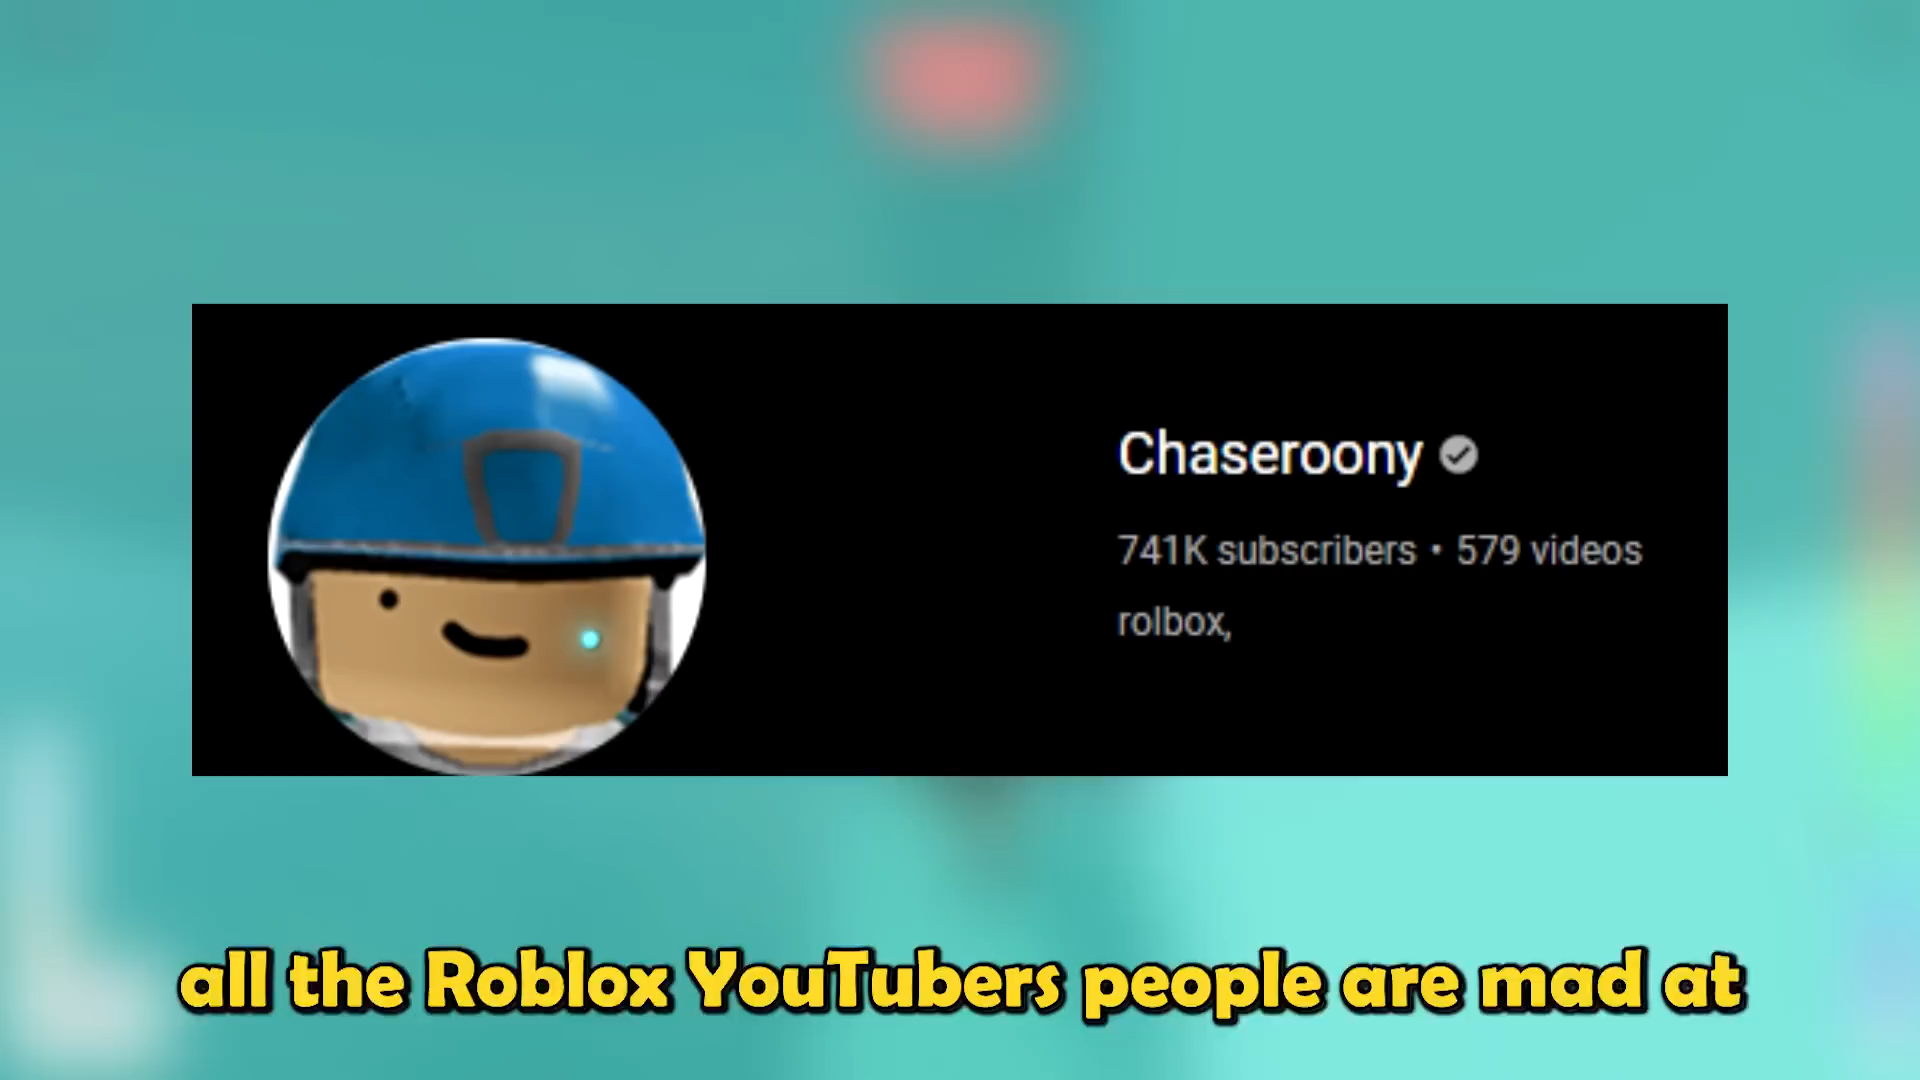 Chaseroony
741K subscribers • 579 videos
rolbox,
all the Roblox YouTubers people are mad at